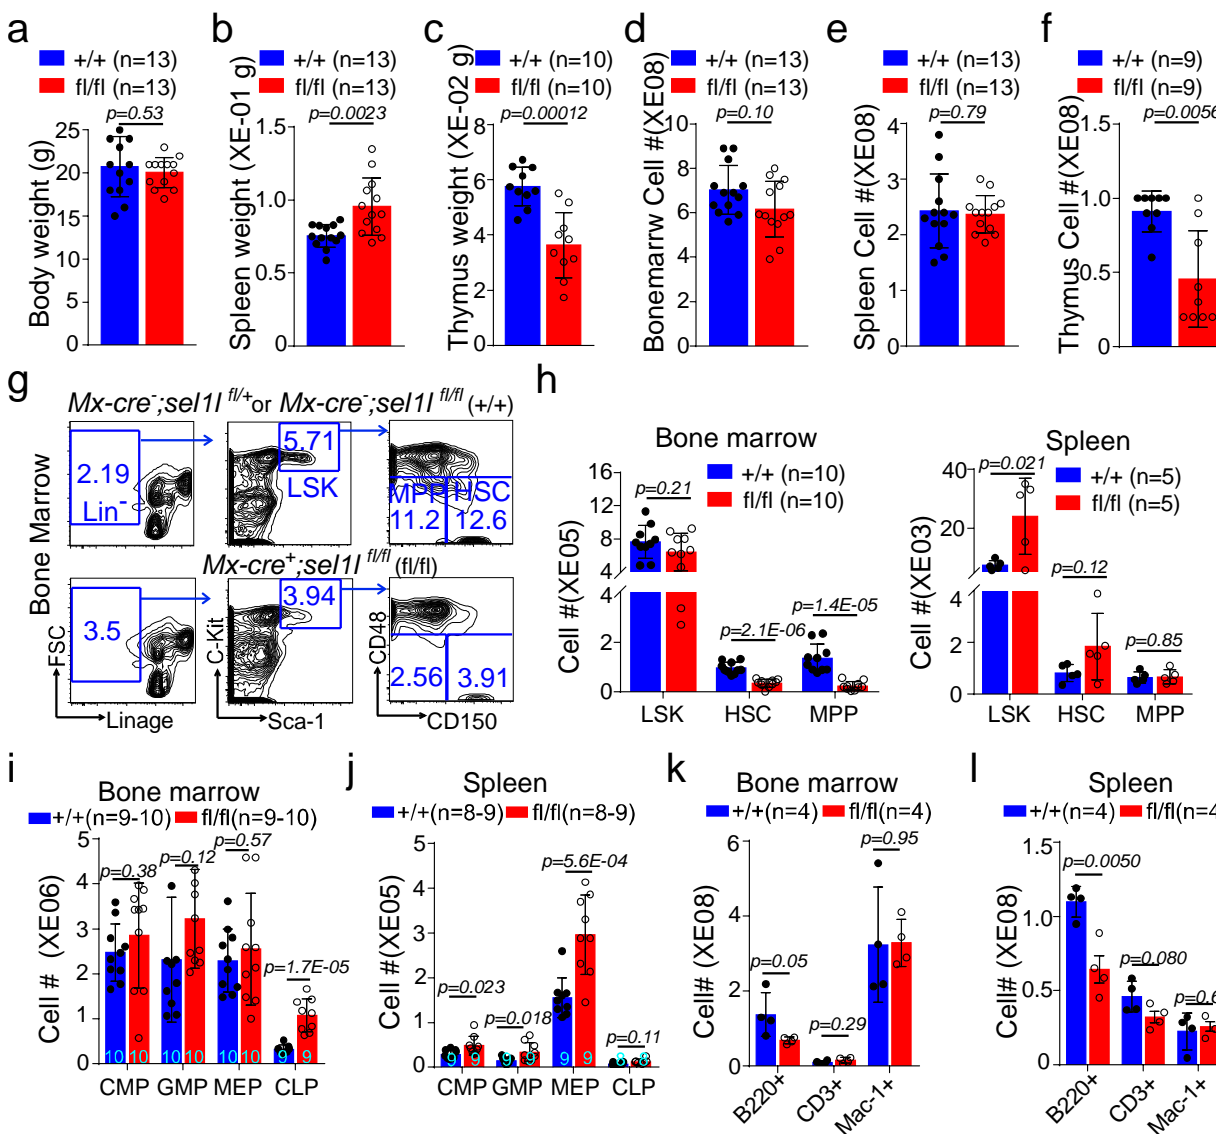 a
+/+ (n=13)
fl/fl (n=13)
p=0.53
Body weight (g)
25
20
15
10
5
0
b
+/+ (n=13)
fl/fl (n=13)
p=0.0023
Spleen weight (XE-01 g)
1.5
1.0
0.5
0
c
+/+ (n=10)
fl/fl (n=10)
p=0.00012
Thymus weight (XE-02 g)
8
6
4
2
0
d
+/+ (n=13)
fl/fl (n=13)
p=0.10
Bonemarrw Cell #(XE08)
10
8
6
4
2
0
e
+/+ (n=13)
fl/fl (n=13)
p=0.79
Spleen Cell #(XE08)
4
3
2
1
0
f
+/+ (n=9)
fl/fl (n=9)
p=0.0056
Thymus Cell #(XE08)
1.5
1.0
0.5
0
g
Mx-cre-;sel1l fl/+ or Mx-cre-;sel1l fl/fl (+/+)
Bone Marrow
2.19
Lin-
5.71
LSK
MPP
HSC
11.2
12.6
Mx-cre+;sel1l fl/fl (fl/fl)
3.5
3.94
2.56
3.91
FSC
Linage
C-Kit
Sca-1
CD48
CD150
h
Bone marrow
+/+ (n=10)
fl/fl (n=10)
Cell #(XE05)
16
12
8
4
4
2
0
p=0.21
p=2.1E-06
p=1.4E-05
LSK
HSC
MPP
Spleen
+/+ (n=5)
fl/fl (n=5)
Cell #(XE03)
40
20
4
2
0
p=0.021
p=0.12
p=0.85
LSK
HSC
MPP
i
Bone marrow
+/+(n=9-10)
fl/fl(n=9-10)
Cell # (XE06)
5
4
3
2
1
0
p=0.38
p=0.12
p=0.57
p=1.7E-05
10
10
10
10
10
10
9
9
CMP
GMP
MEP
CLP
j
Spleen
+/+(n=8-9)
fl/fl(n=8-9)
Cell #(XE05)
5
4
3
2
1
0
p=0.023
p=0.018
p=5.6E-04
p=0.11
9
9
9
9
9
9
8
8
CMP
GMP
MEP
CLP
k
Bone marrow
+/+(n=4)
fl/fl(n=4)
Cell# (XE08)
6
4
2
0
p=0.05
p=0.29
p=0.95
B220+
CD3+
Mac-1+
l
Spleen
+/+(n=4)
fl/fl(n=4
Cell# (XE08)
1.5
1.0
0.5
0
p=0.0050
p=0.080
p=0.6
B220+
CD3+
Mac-1+